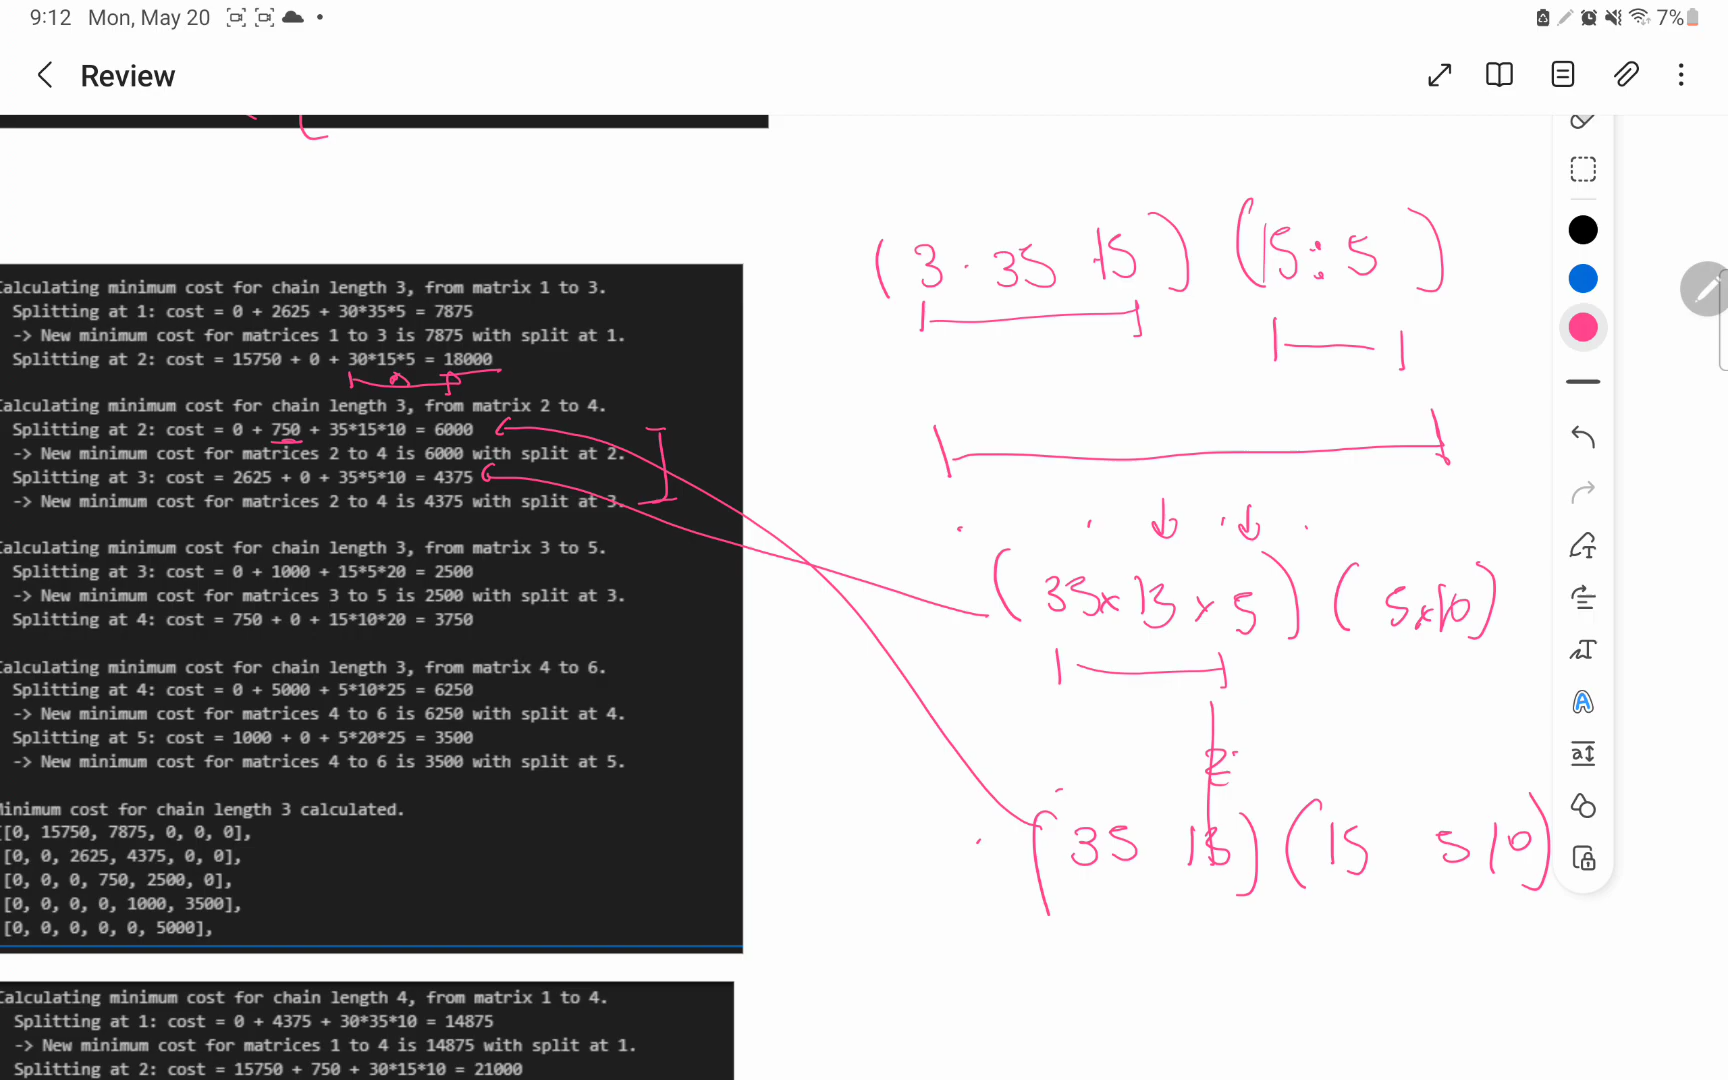 9:12 Mon, May 20
7%
Review
Calculating minimum cost for chain length 3, from matrix 1 to 3.
Splitting at 1: cost = 0 + 2625 + 30*35*5 = 7875
-> New minimum cost for matrices 1 to 3 is 7875 with split at 1.
Splitting at 2: cost = 15750 + 0 + 30*15*5 = 18000
Calculating minimum cost for chain length 3, from matrix 2 to 4.
Splitting at 2: cost = 0 + 750 + 35*15*10 = 6000
-> New minimum cost for matrices 2 to 4 is 6000 with split at 2.
Splitting at 3: cost = 2625 + 0 + 35*5*10 = 4375
-> New minimum cost for matrices 2 to 4 is 4375 with split at 3.
Calculating minimum cost for chain length 3, from matrix 3 to 5.
Splitting at 3: cost = 0 + 1000 + 15*5*20 = 2500
-> New minimum cost for matrices 3 to 5 is 2500 with split at 3.
Splitting at 4: cost = 750 + 0 + 15*10*20 = 3750
Calculating minimum cost for chain length 3, from matrix 4 to 6.
Splitting at 4: cost = 0 + 5000 + 5*10*25 = 6250
-> New minimum cost for matrices 4 to 6 is 6250 with split at 4.
Splitting at 5: cost = 1000 + 0 + 5*20*25 = 3500
-> New minimum cost for matrices 4 to 6 is 3500 with split at 5.
Minimum cost for chain length 3 calculated.
[[0, 15750, 7875, 0, 0, 0],
[0, 0, 2625, 4375, 0, 0],
[0, 0, 0, 750, 2500, 0],
[0, 0, 0, 0, 1000, 3500],
[0, 0, 0, 0, 0, 5000],
Calculating minimum cost for chain length 4, from matrix 1 to 4.
Splitting at 1: cost = 0 + 4375 + 30*35*10 = 14875
-> New minimum cost for matrices 1 to 4 is 14875 with split at 1.
Splitting at 2: cost = 15750 + 750 + 30*15*10 = 21000
(3 · 35 15) (15 : 5)
(35 x 13 x 5) (5x10)
2
(35 15) (15 5 10)